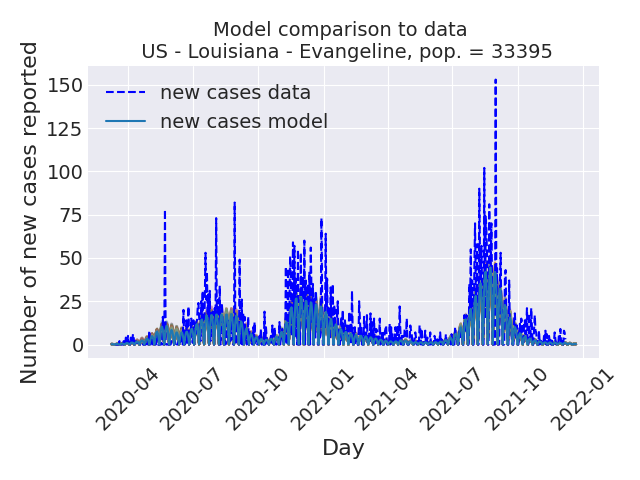 Model comparison to data
US - Louisiana - Evangeline, pop. = 33395
new cases data
new cases model
Number of new cases reported
150
125
100
75
50
25
0
2020-04
2020-07
2020-10
2021-01
2021-04
2021-07
2021-10
2022-01
Day